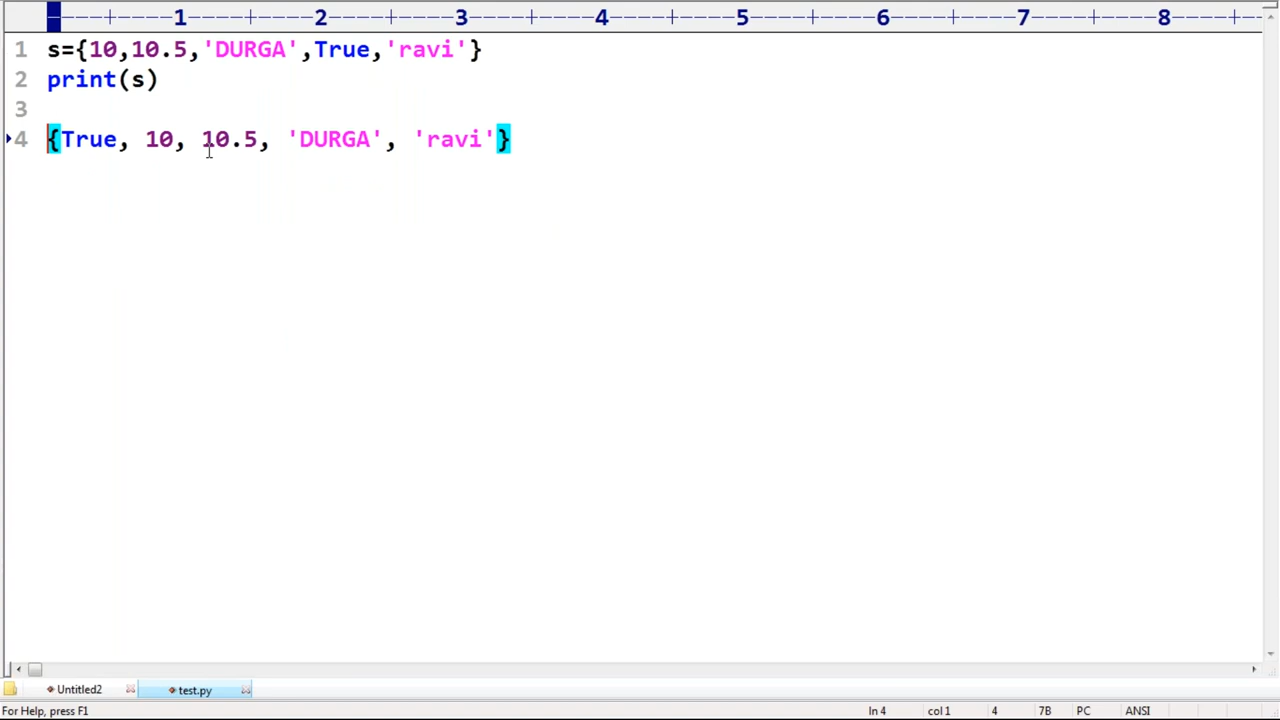 1 2 3 4 5 6 7 8
1 s={10,10.5,'DURGA',True,'ravi'}
2 print(s)
3
4 {True, 10, 10.5, 'DURGA', 'ravi'}
Untitled2 test.py
For Help, press F1 ln 4 col 1 4 7B PC ANSI